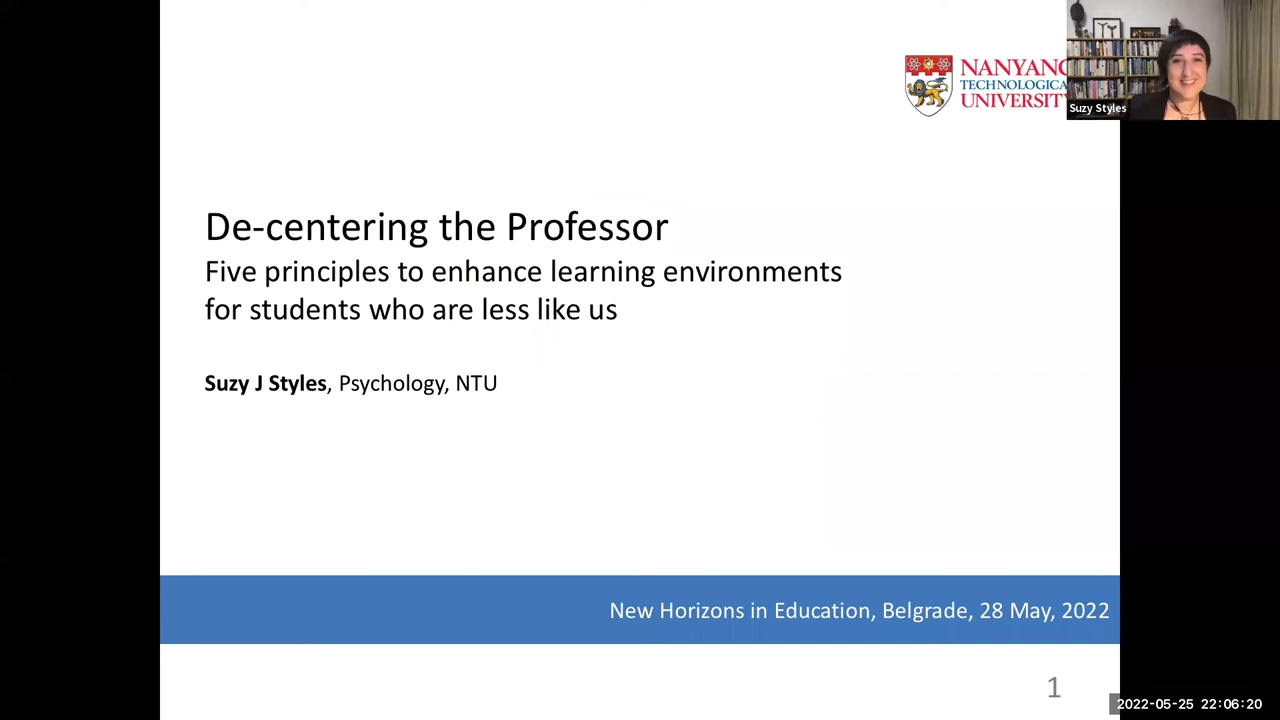 NANYANG
TECHNOLOGICAL
UNIVERSITY
Suzy Styles
De-centering the Professor
Five principles to enhance learning environments
for students who are less like us
Suzy J Styles, Psychology, NTU
New Horizons in Education, Belgrade, 28 May, 2022
1
2022-05-25 22:06:20